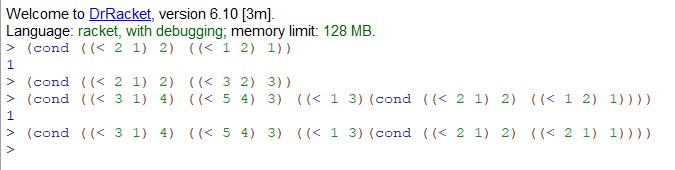 Welcome to DrRacket, version 6.10 [3m].
Language: racket, with debugging; memory limit: 128 MB.
> (cond ((< 2 1) 2) ((< 1 2) 1))
1
> (cond ((< 2 1) 2) ((< 3 2) 3))
> (cond ((< 3 1) 4) ((< 5 4) 3) ((< 1 3)(cond ((< 2 1) 2) ((< 1 2) 1))))
1
> (cond ((< 3 1) 4) ((< 5 4) 3) ((< 1 3)(cond ((< 2 1) 2) ((< 2 1) 1))))
>